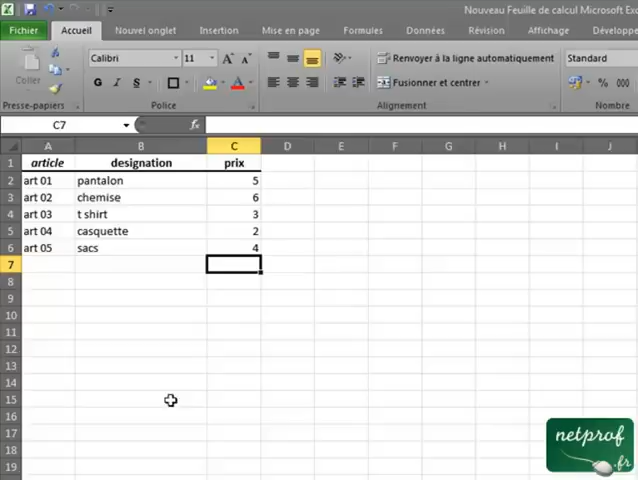 Nouveau Feuille de calcul Microsoft Exc
Fichier Accueil Nouvel onglet Insertion Mise en page Formules Données Révision Affichage Développe
Coller Calibri 11 A A Renvoyer à la ligne automatiquement Standard
G I S A Fusionner et centrer % 000
Presse-papiers Police Alignement Nombre
C7 fx
A B C D E F G H I J
1 article designation prix
2 art 01 pantalon 5
3 art 02 chemise 6
4 art 03 t shirt 3
5 art 04 casquette 2
6 art 05 sacs 4
7
8
9
10
11
12
13
14
15
16
17
18
19
netprof
.fr